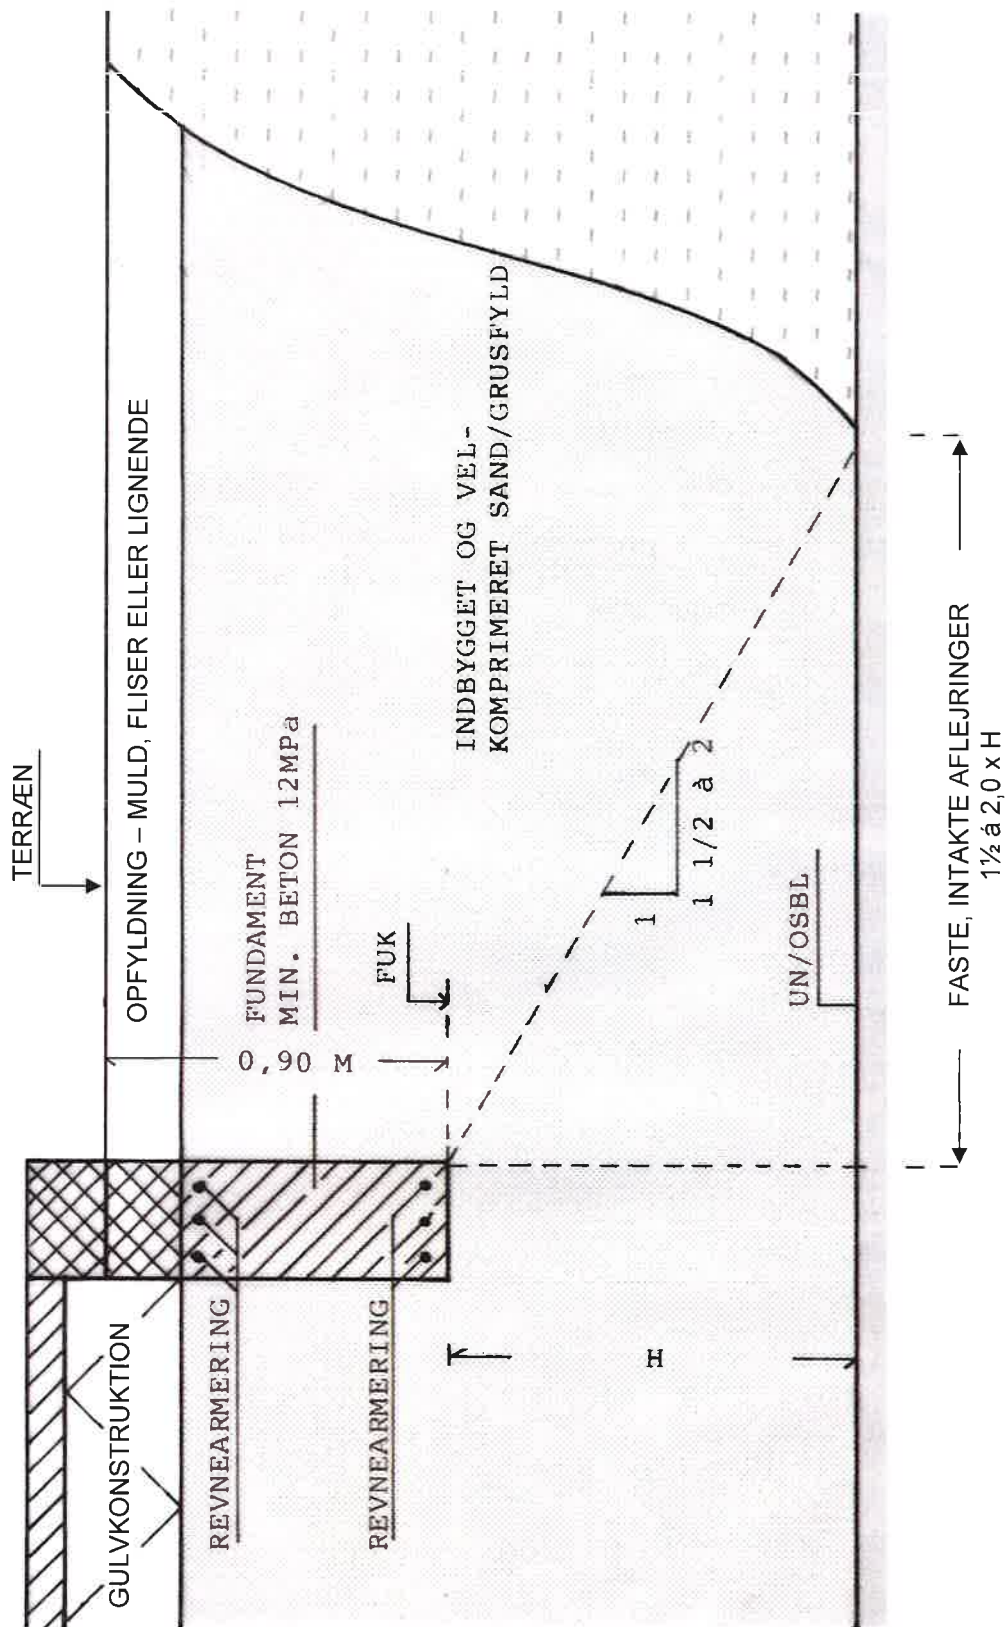 GULVKONSTRUKTION
REVNEARMERING
REVNEARMERING
H
TERRÆN
OPFYLDNING – MULD, FLISER ELLER LIGNENDE
FUNDAMENT
MIN. BETON 12MPa
0,90 M
FUK
INDBYGGET OG VEL-
KOMPRIMERET SAND/GRUSFYLD
1
1 1/2 à 2
UN/OSBL
FASTE, INTAKTE AFLEJRINGER
1½ á 2,0 x H